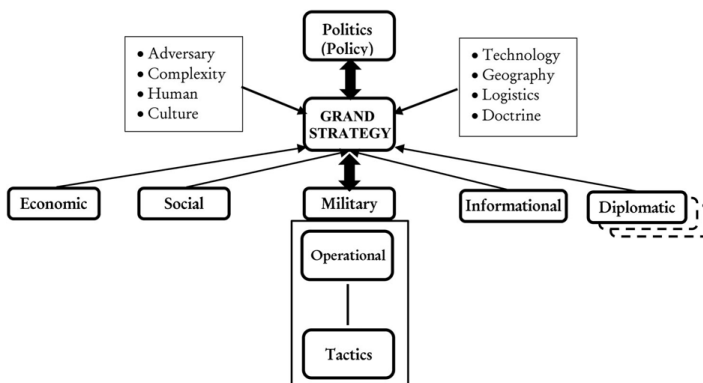 Politics
(Policy)
• Adversary
• Complexity
• Human
• Culture
• Technology
• Geography
• Logistics
• Doctrine
GRAND
STRATEGY
Economic
Social
Military
Informational
Diplomatic
Operational
Tactics